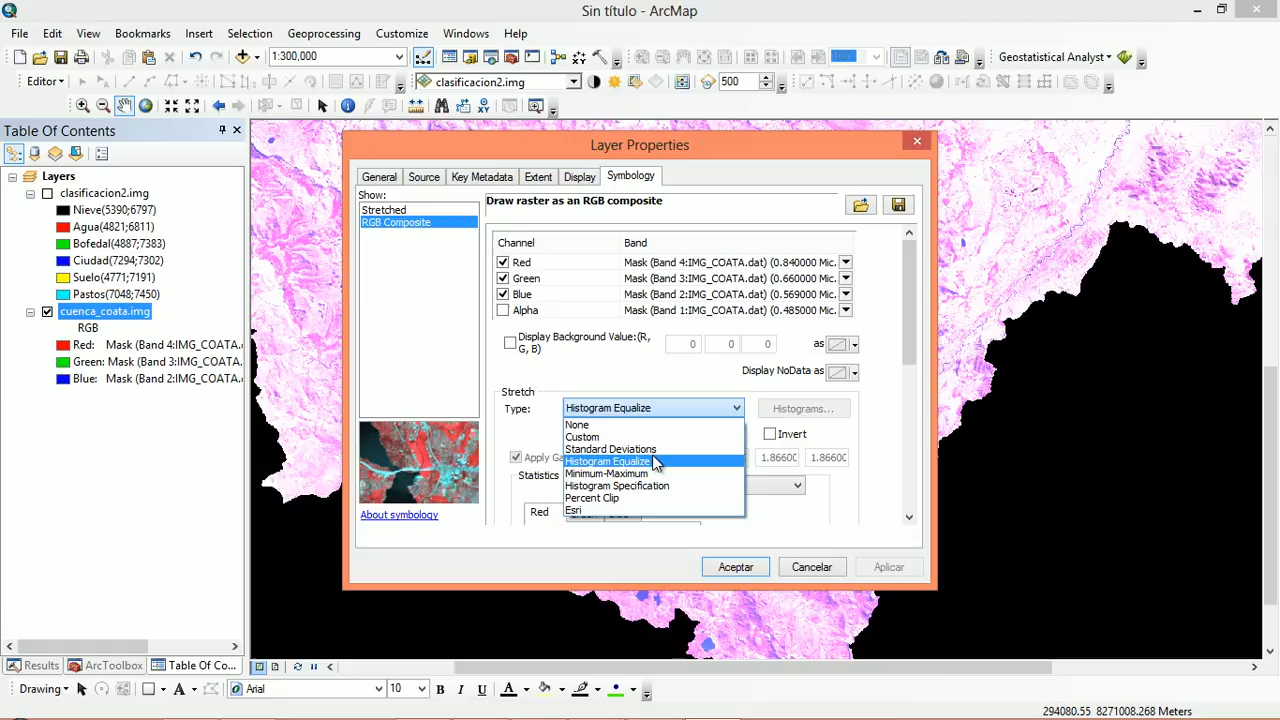 Sin título - ArcMap
File Edit View Bookmarks Insert Selection Geoprocessing Customize Windows Help
1:300,000
Geostatistical Analyst
Editor
clasificacion2.img
500
Table Of Contents
Layers
clasificacion2.img
Nieve(5390;6797)
Agua(4821;6811)
Bofedal(4887;7383)
Ciudad(7294;7102)
Suelo(4771;7191)
Pastos(7048;7450)
cuenca_coata.img
RGB
Red: Mask (Band 4:IMG_COATA.
Green: Mask (Band 3:IMG_COATA.
Blue: Mask (Band 2:IMG_COATA.
Layer Properties
General Source Key Metadata Extent Display Symbology
Show:
Stretched
RGB Composite
About symbology
Draw raster as an RGB composite
Channel Band
Red Mask (Band 4:IMG_COATA.dat) (0.840000 Mic.
Green Mask (Band 3:IMG_COATA.dat) (0.660000 Mic.
Blue Mask (Band 2:IMG_COATA.dat) (0.569000 Mic.
Alpha Mask (Band 1:IMG_COATA.dat) (0.485000 Mic.
Display Background Value:(R,
G, B)
0 0 0 as
Display NoData as
Stretch
Type: Histogram Equalize Histograms...
None
Custom
Standard Deviations
Histogram Equalize
Minimum-Maximum
Histogram Specification
Percent Clip
Esri
Invert
Apply Ga
1.86600 1.86600
Statistics
Red
Aceptar Cancelar Aplicar
Results ArcToolbox Table Of Co...
Drawing Arial 10 B I U A
294080.55 8271008.268 Meters